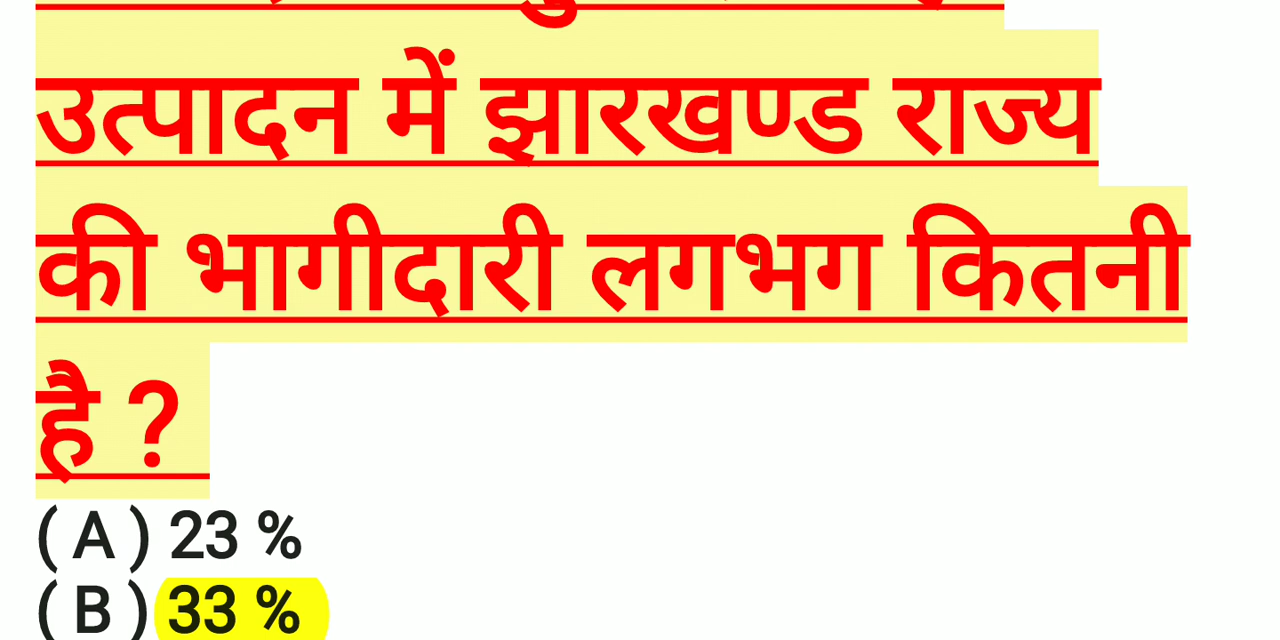 उत्पादन में झारखण्ड राज्य
की भागीदारी लगभग कितनी
है ?
( A ) 23 %
( B ) 33 %